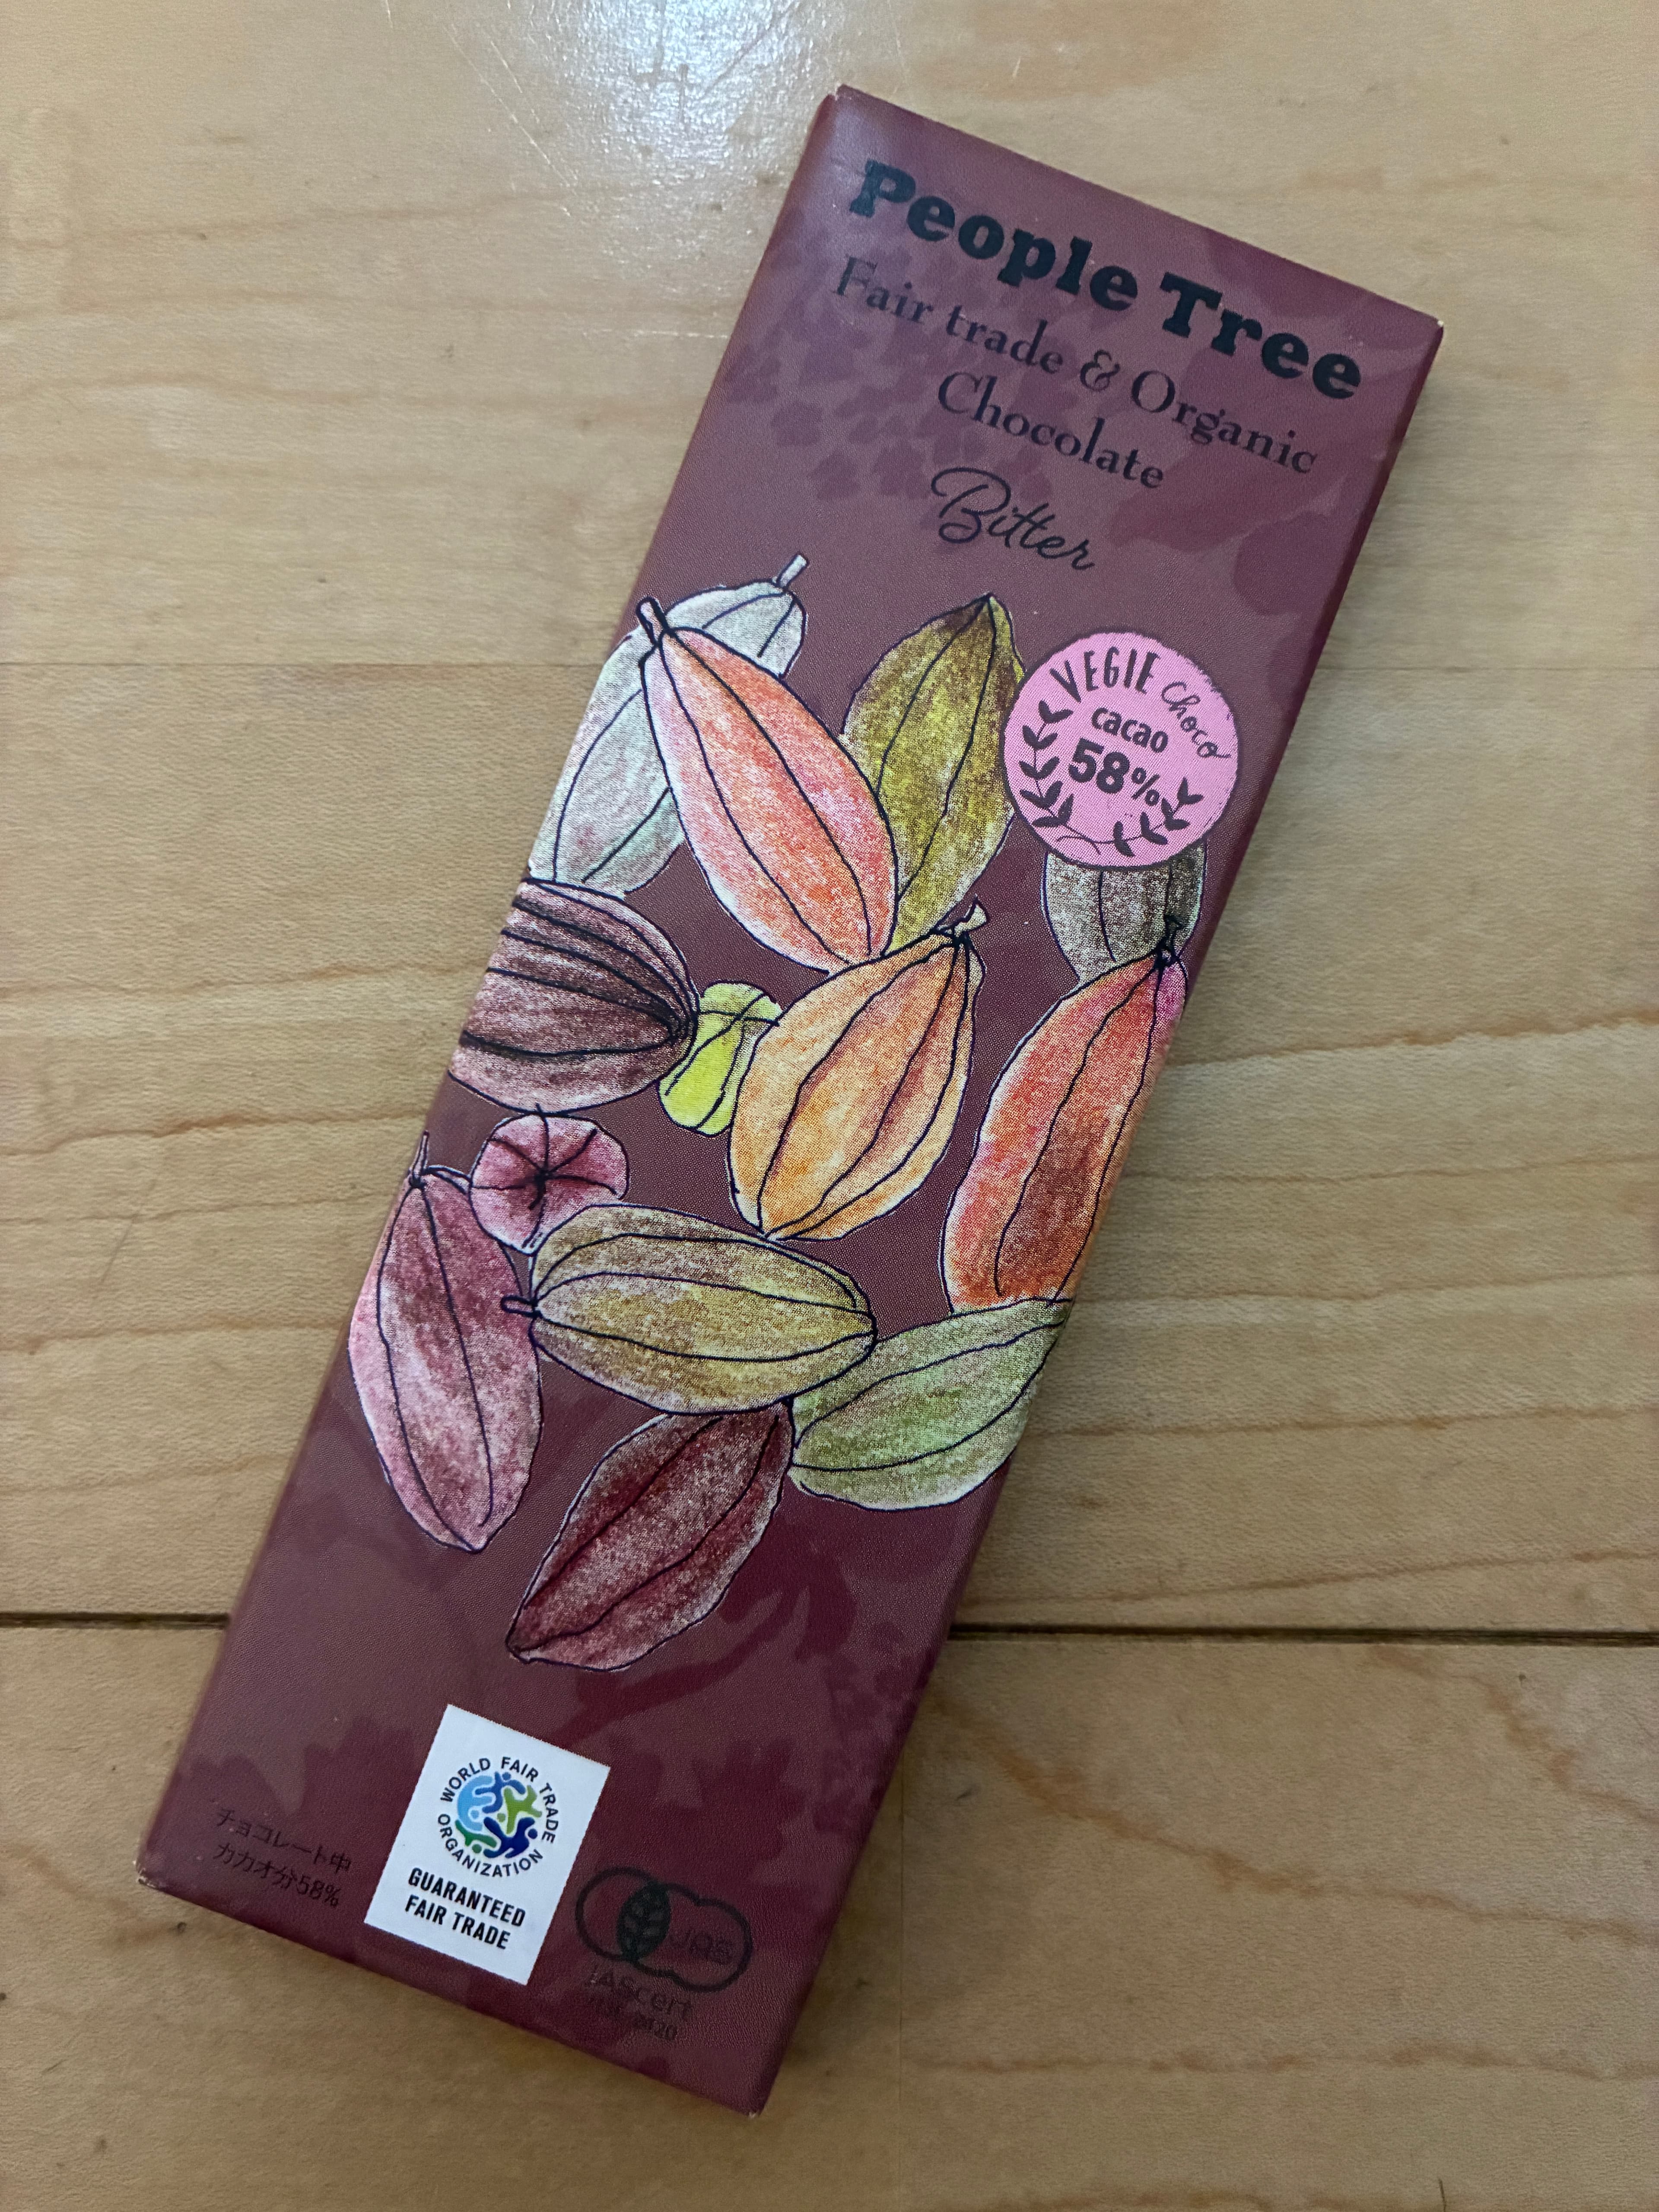 People Tree
Fair trade & Organic
Chocolate
Bitter
VEGIE Choco
cacao
58%
WORLD FAIR TRADE ORGANIZATION
GUARANTEED
FAIR TRADE
チョコレート中
カカオ分58%
JAS
JAScert